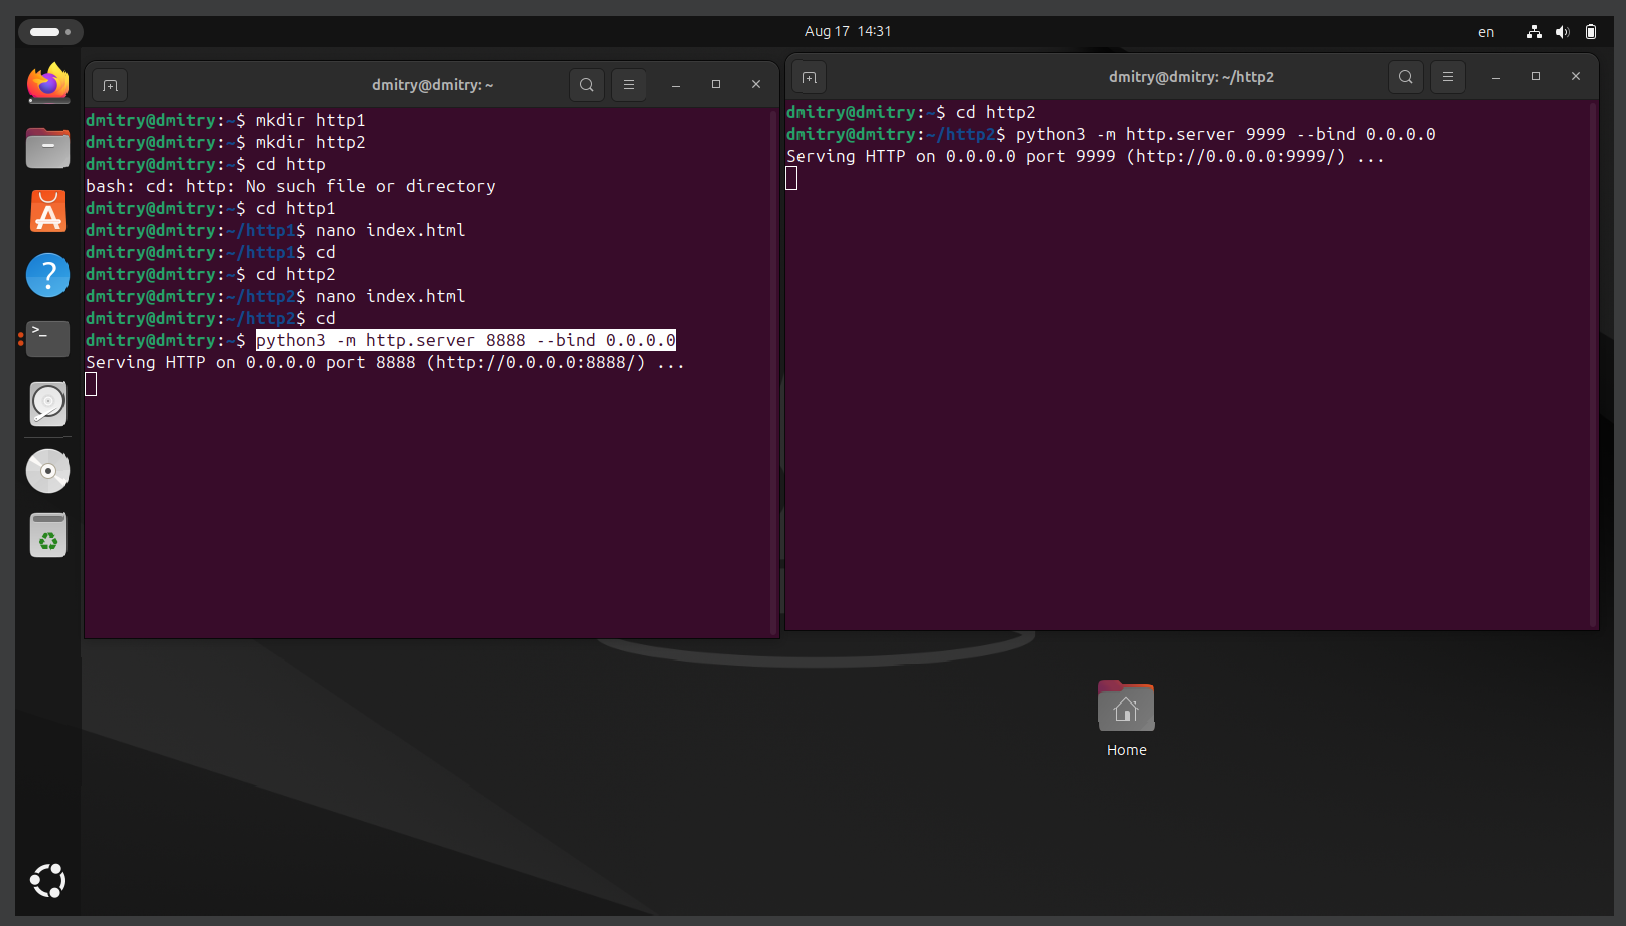 Aug 17 14:31
en
dmitry@dmitry: ~
dmitry@dmitry:~$ mkdir http1
dmitry@dmitry:~$ mkdir http2
dmitry@dmitry:~$ cd http
bash: cd: http: No such file or directory
dmitry@dmitry:~$ cd http1
dmitry@dmitry:~/http1$ nano index.html
dmitry@dmitry:~/http1$ cd
dmitry@dmitry:~$ cd http2
dmitry@dmitry:~/http2$ nano index.html
dmitry@dmitry:~/http2$ cd
dmitry@dmitry:~$ python3 -m http.server 8888 --bind 0.0.0.0
Serving HTTP on 0.0.0.0 port 8888 (http://0.0.0.0:8888/) ...
dmitry@dmitry: ~/http2
dmitry@dmitry:~$ cd http2
dmitry@dmitry:~/http2$ python3 -m http.server 9999 --bind 0.0.0.0
Serving HTTP on 0.0.0.0 port 9999 (http://0.0.0.0:9999/) ...
Home